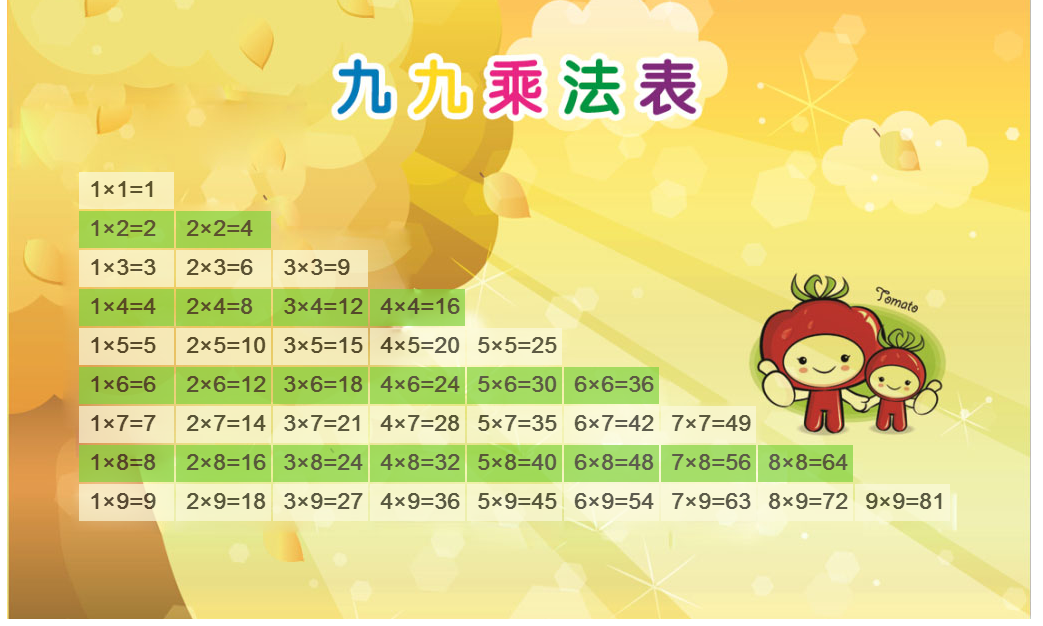 九九乘法表
1×1=1
1×2=2 2×2=4
1×3=3 2×3=6 3×3=9
Tomato
1×4=4 2×4=8 3×4=12 4×4=16
1×5=5 2×5=10 3×5=15 4×5=20 5×5=25
1×6=6 2×6=12 3×6=18 4×6=24 5×6=30 6×6=36
1×7=7 2×7=14 3×7=21 4×7=28 5×7=35 6×7=42 7×7=49
1×8=8 2×8=16 3×8=24 4×8=32 5×8=40 6×8=48 7×8=56 8×8=64
1×9=9 2×9=18 3×9=27 4×9=36 5×9=45 6×9=54 7×9=63 8×9=72 9×9=81